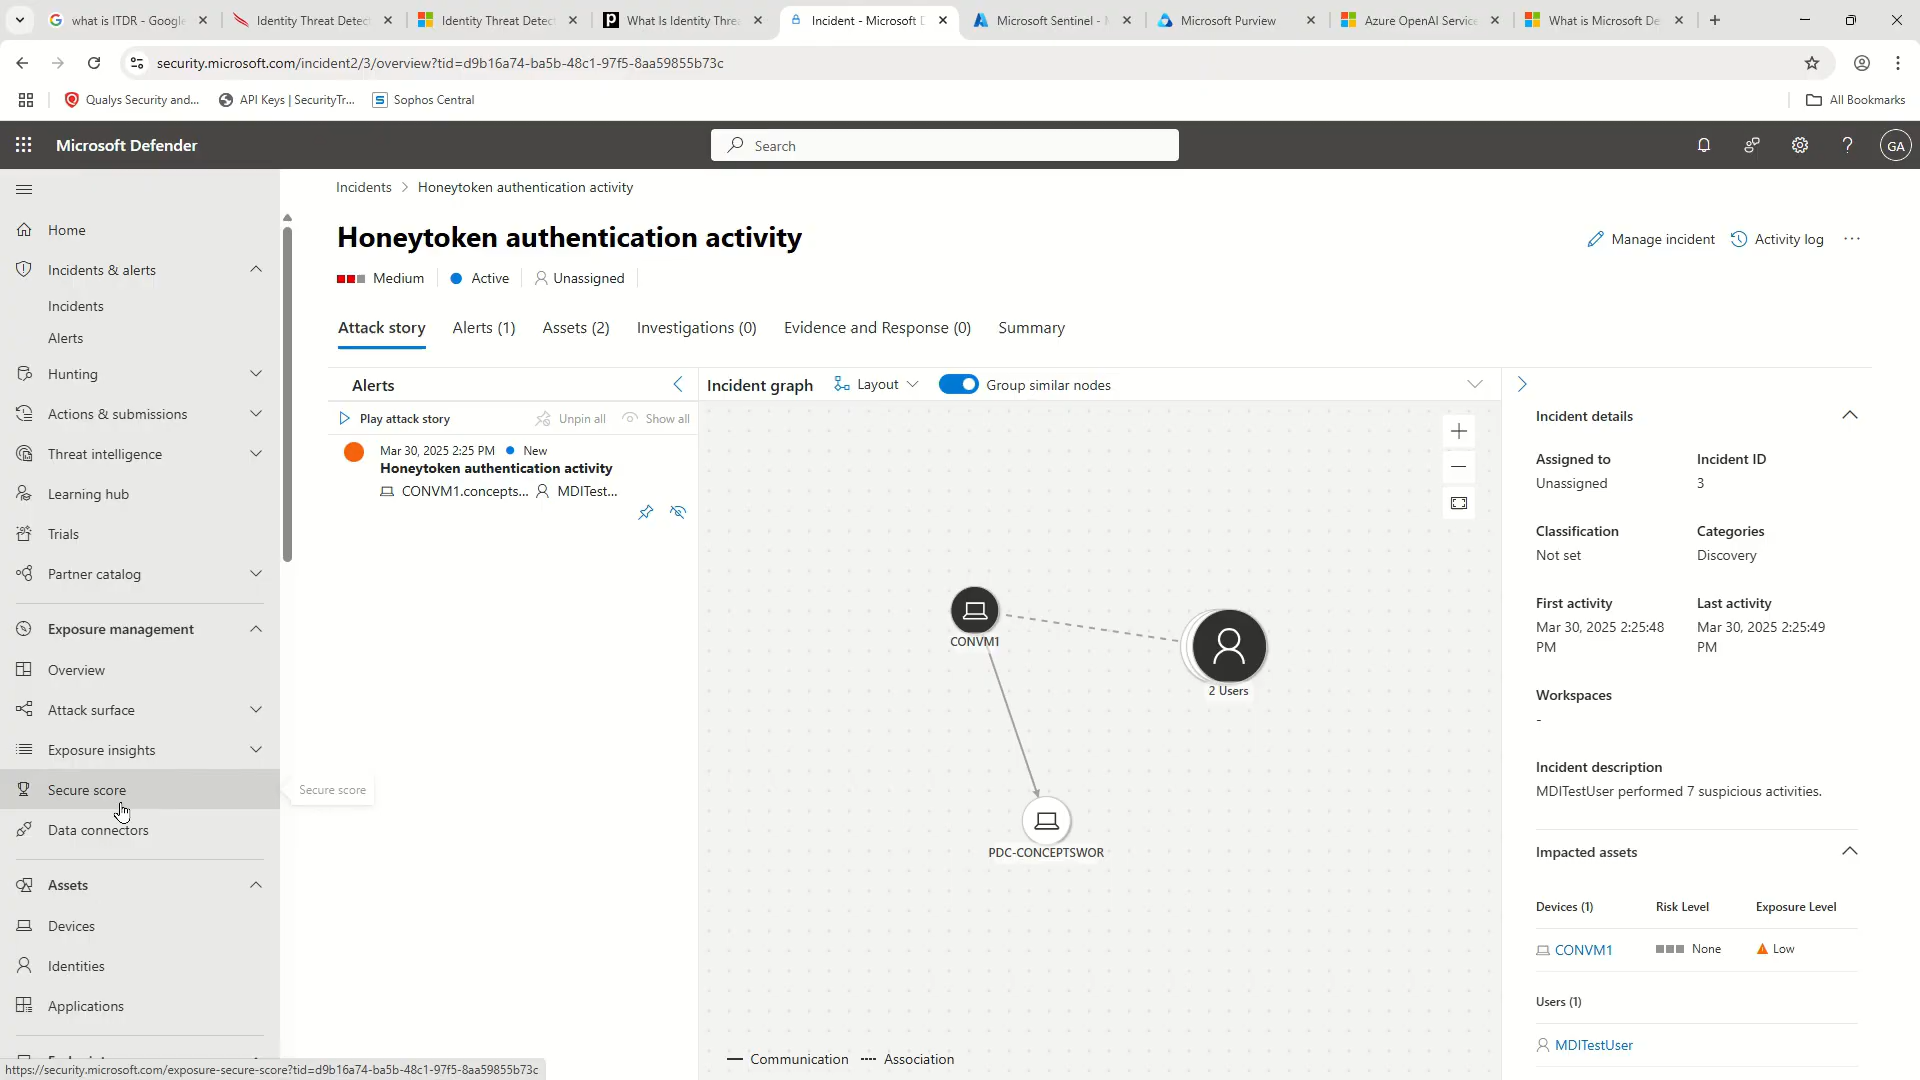 what is ITDR - Google
Identity Threat Detect
Identity Threat Detect
What Is Identity Thre
Incident - Microsoft D
Microsoft Sentinel - M
Microsoft Purview
Azure OpenAI Service
What is Microsoft De
security.microsoft.com/incident2/3/overview?tid=d9b16a74-ba5b-48c1-97f5-8aa59855b73c
Qualys Security and...
API Keys | SecurityTr...
Sophos Central
All Bookmarks
Microsoft Defender
Search
GA
Incidents > Honeytoken authentication activity
Home
Incidents & alerts
Incidents
Alerts
Hunting
Actions & submissions
Threat intelligence
Learning hub
Trials
Partner catalog
Exposure management
Overview
Attack surface
Exposure insights
Secure score
Secure score
Data connectors
Assets
Devices
Identities
Applications
Honeytoken authentication activity
Manage incident
Activity log
Medium
Active
Unassigned
Attack story
Alerts (1)
Assets (2)
Investigations (0)
Evidence and Response (0)
Summary
Alerts
Play attack story
Unpin all
Show all
Mar 30, 2025 2:25 PM
New
Honeytoken authentication activity
CONVM1.concepts...
MDITest...
Incident graph
Layout
Group similar nodes
CONVM1
2 Users
PDC-CONCEPTSWOR
Communication
Association
Incident details
Assigned to
Unassigned
Incident ID
3
Classification
Not set
Categories
Discovery
First activity
Mar 30, 2025 2:25:48
PM
Last activity
Mar 30, 2025 2:25:49
PM
Workspaces
-
Incident description
MDITestUser performed 7 suspicious activities.
Impacted assets
Devices (1)
Risk Level
Exposure Level
CONVM1
None
Low
Users (1)
MDITestUser
https://security.microsoft.com/exposure-secure-score?tid=d9b16a74-ba5b-48c1-97f5-8aa59855b73c